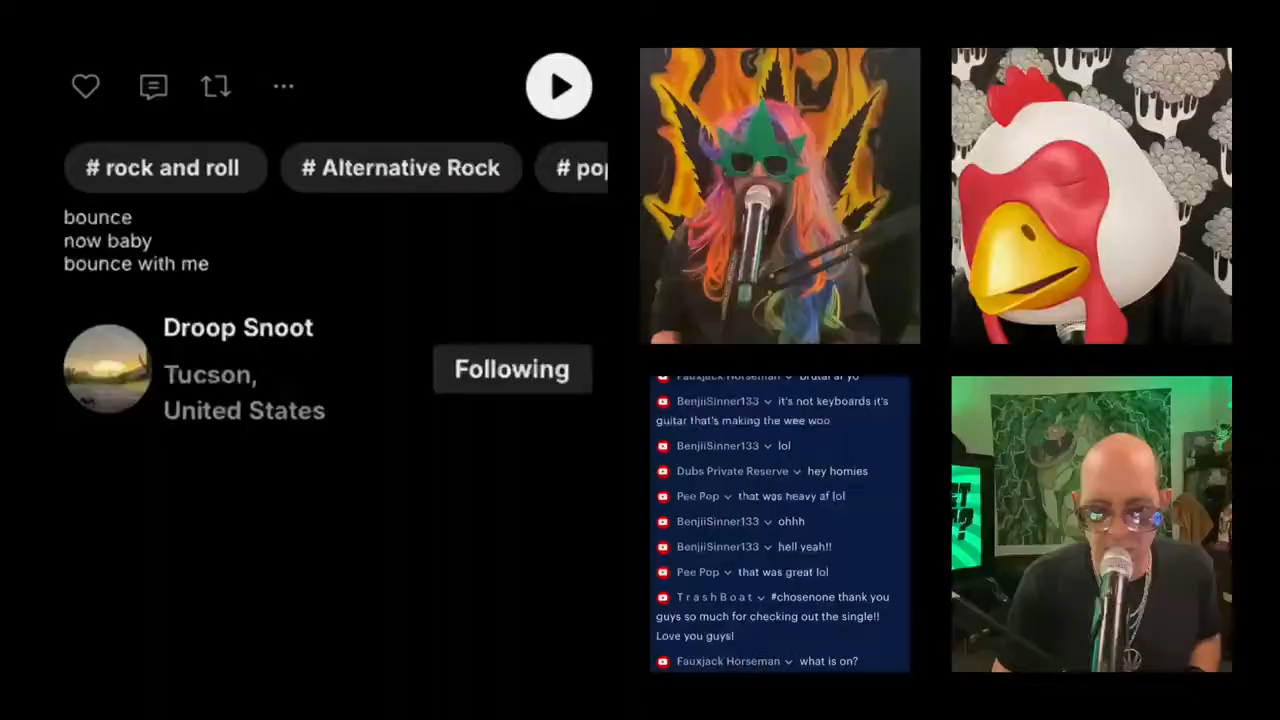 # rock and roll
# Alternative Rock
# pop
bounce
now baby
bounce with me
Droop Snoot
Tucson,
United States
Following
Fauxjack Horseman
BenjiiSinner133 it's not keyboards it's
guitar that's making the wee woo
BenjiiSinner133 lol
Dubs Private Reserve hey homies
Pee Pop that was heavy af lol
BenjiiSinner133 ohhh
BenjiiSinner133 hell yeah!!
Pee Pop that was great lol
T r a s h B o a t #chosenone thank you
guys so much for checking out the single!!
Love you guys!
Fauxjack Horseman what is on?